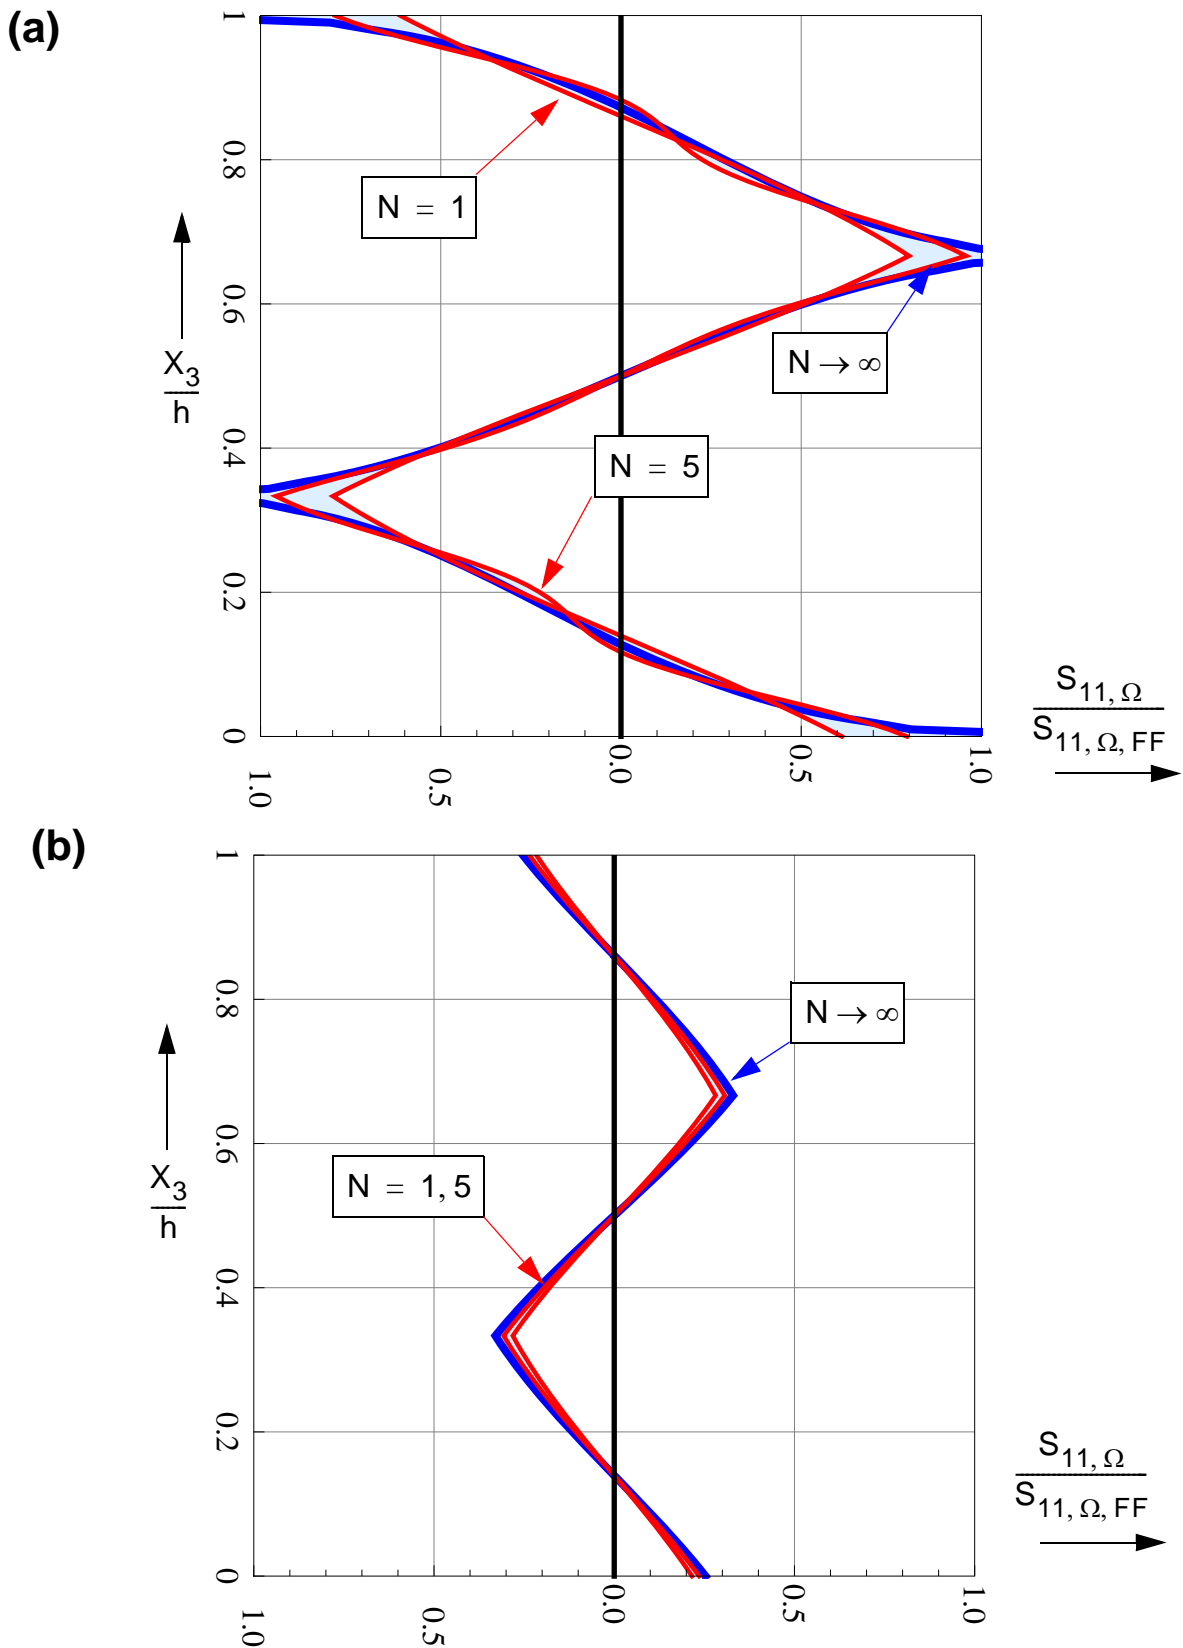 (a)
1
0.8
0.6
0.4
0.2
0
X3
h
N = 1
N → ∞
N = 5
1.0
0.5
0.0
0.5
1.0
S11, Ω
S11, Ω, FF
(b)
1
0.8
0.6
0.4
0.2
0
X3
h
N → ∞
N = 1, 5
1.0
0.5
0.0
0.5
1.0
S11, Ω
S11, Ω, FF